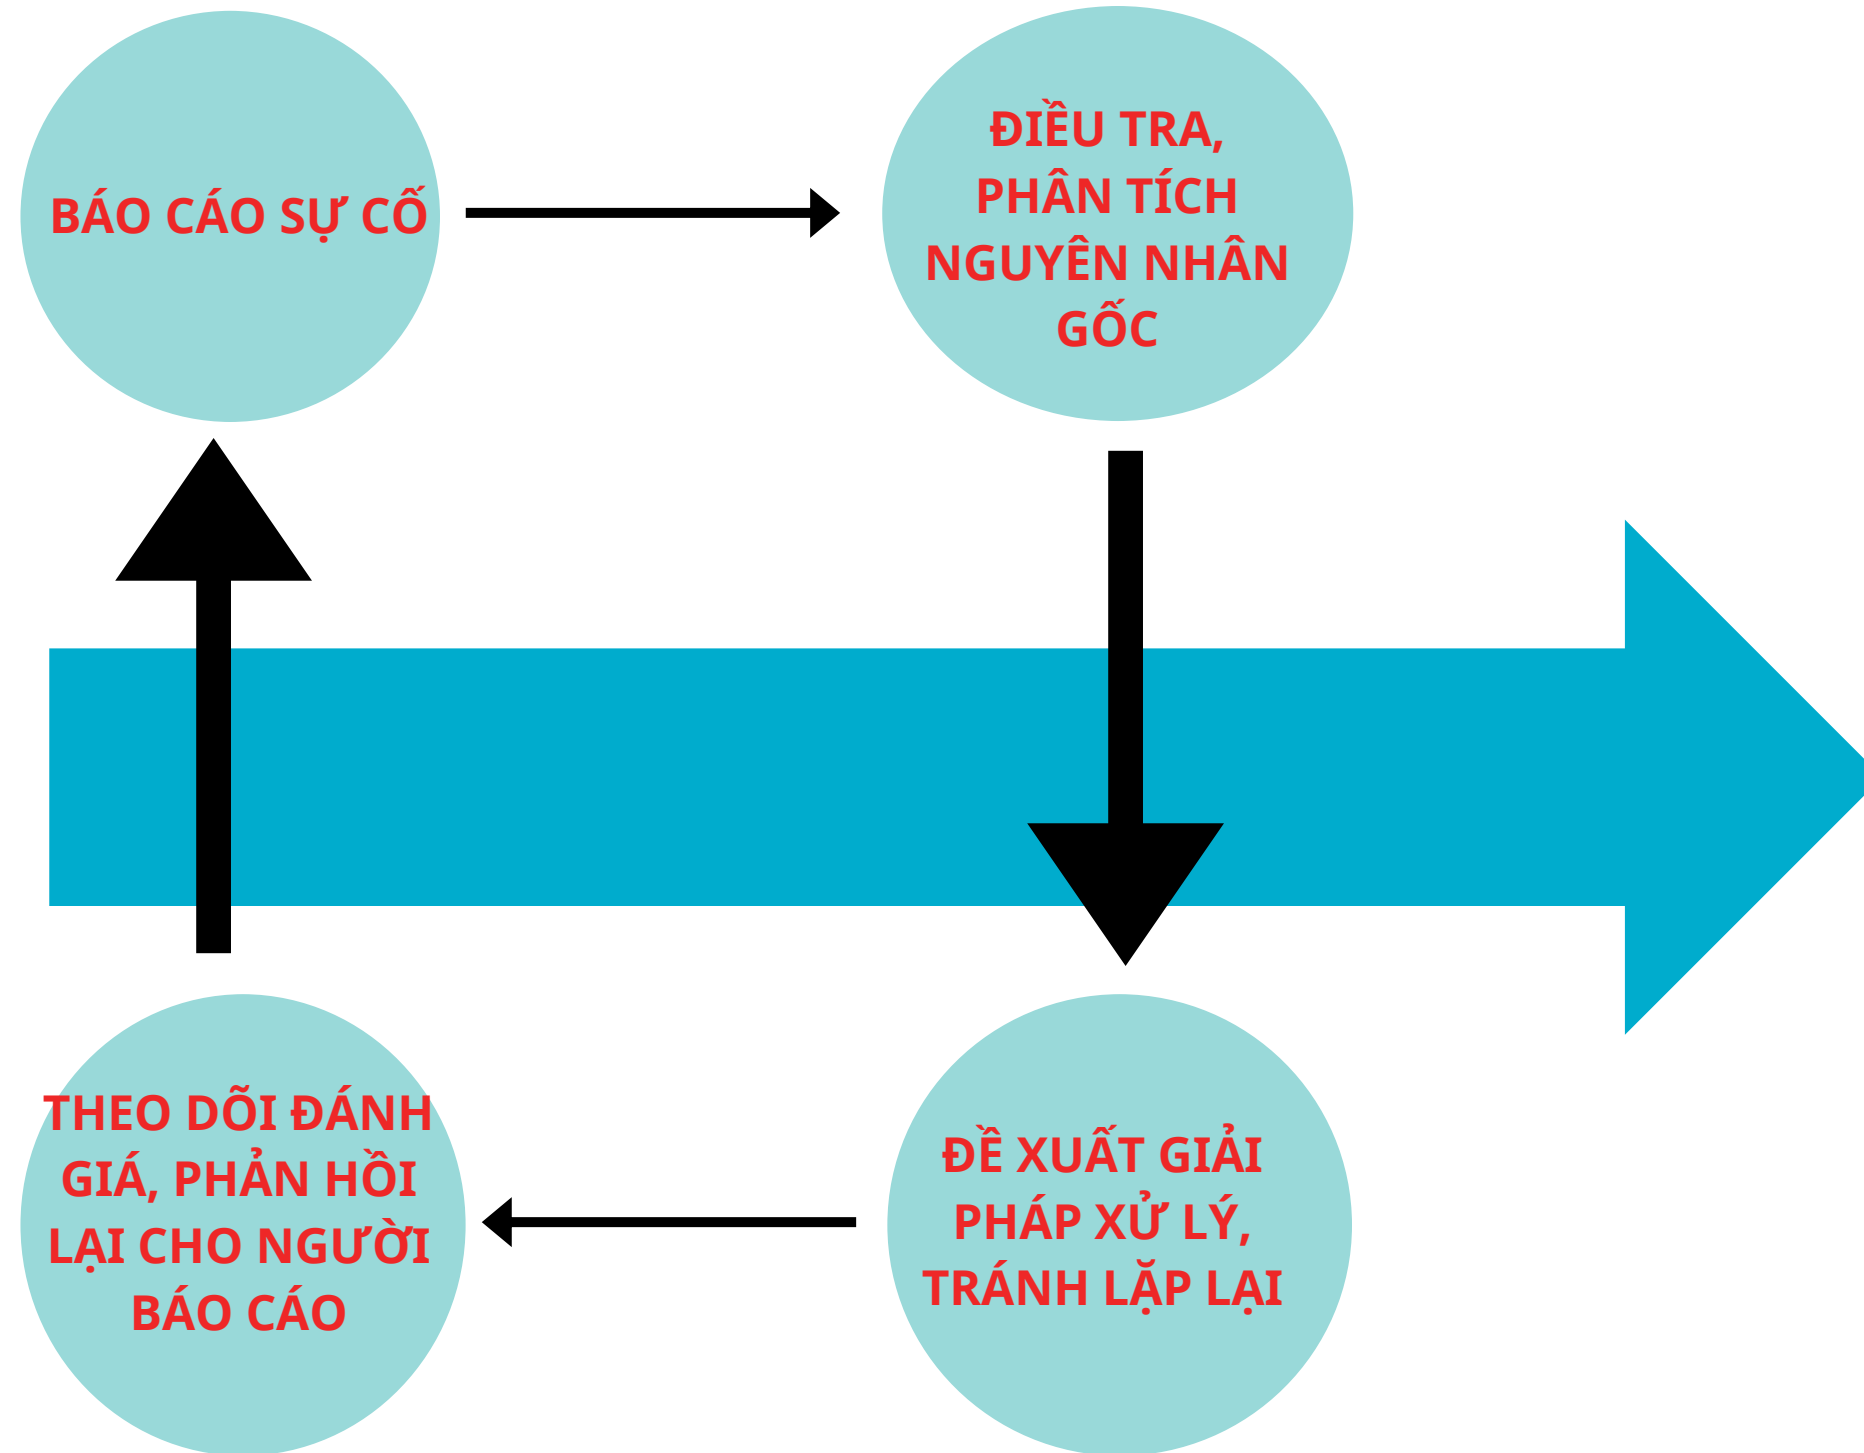 BÁO CÁO SỰ CỐ
ĐIỀU TRA,
PHÂN TÍCH
NGUYÊN NHÂN
GỐC
THEO DÕI ĐÁNH
GIÁ, PHẢN HỒI
LẠI CHO NGƯỜI
BÁO CÁO
ĐỀ XUẤT GIẢI
PHÁP XỬ LÝ,
TRÁNH LẶP LẠI